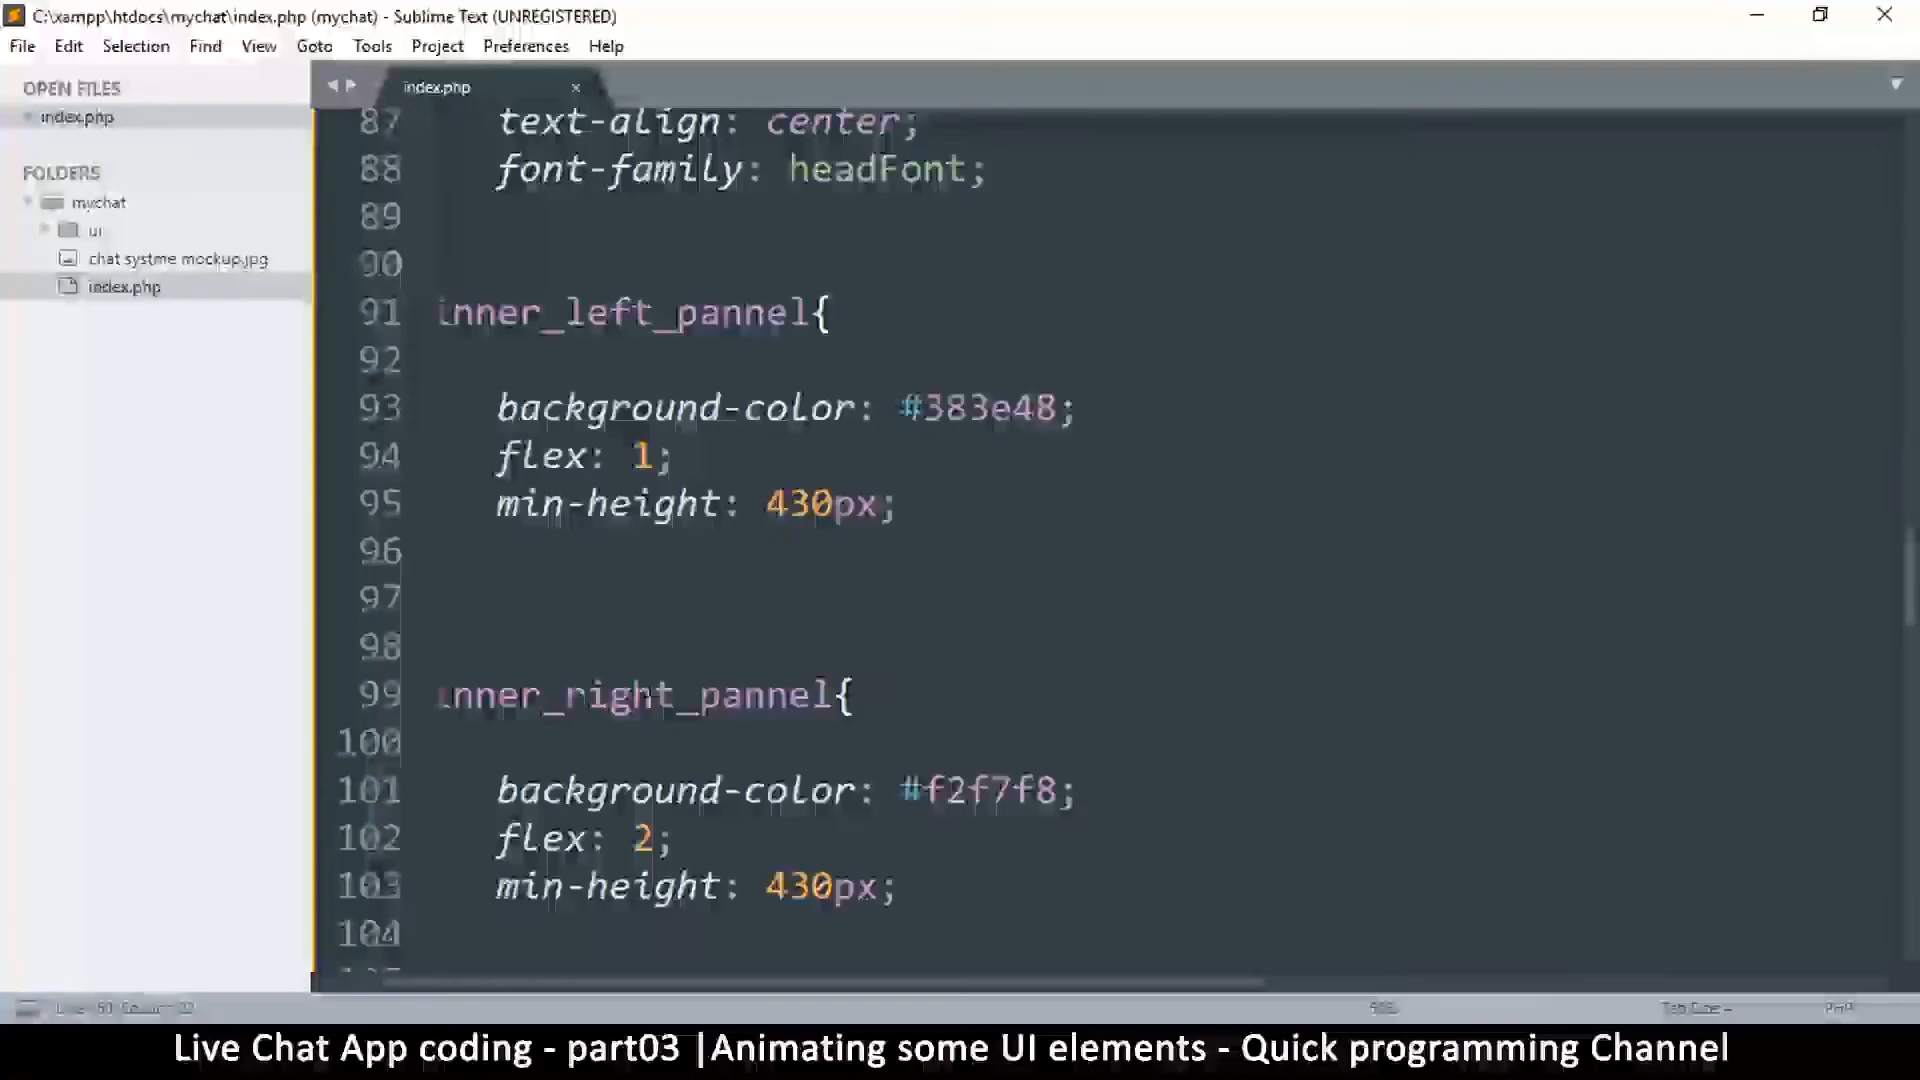 C:\xampp\htdocs\mychat\index.php (mychat) - Sublime Text (UNREGISTERED)
File Edit Selection Find View Goto Tools Project Preferences Help
OPEN FILES
index.php
FOLDERS
mychat
ui
chat systme mockup.jpg
index.php
index.php
87 text-align: center;
88 font-family: headFont;
89
90
91 inner_left_pannel{
92
93 background-color: #383e48;
94 flex: 1;
95 min-height: 430px;
96
97
98
99 inner_right_pannel{
100
101 background-color: #f2f7f8;
102 flex: 2;
103 min-height: 430px;
104
Live Chat App coding - part03 |Animating some UI elements - Quick programming Channel